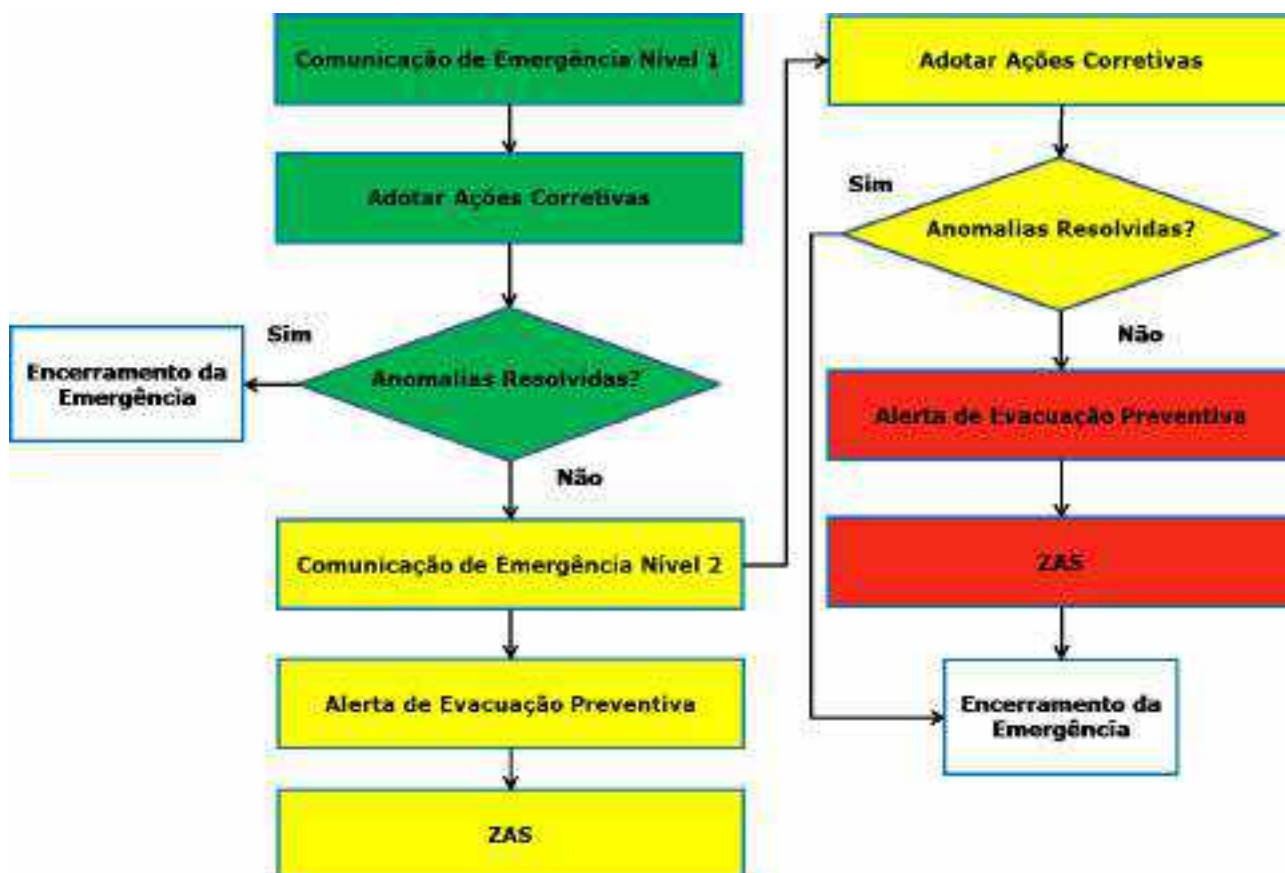 Comunicação de Emergência Nível 1
Adotar Ações Corretivas
Sim
Anomalias Resolvidas?
Encerramento da
Emergência
Não
Comunicação de Emergência Nível 2
Alerta de Evacuação Preventiva
ZAS
Adotar Ações Corretivas
Sim
Anomalias Resolvidas?
Não
Alerta de Evacuação Preventiva
ZAS
Encerramento da
Emergência